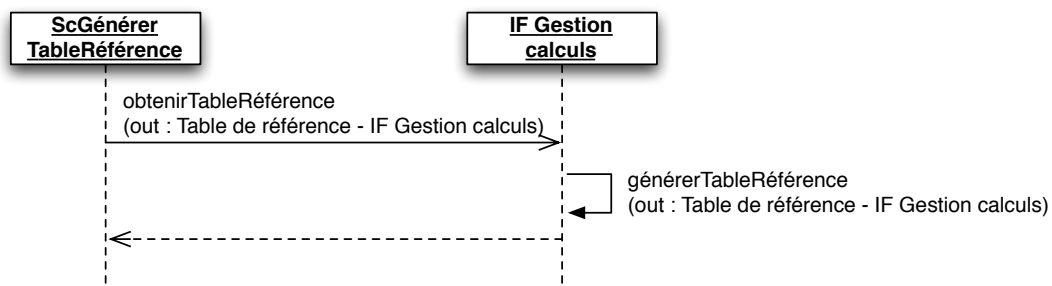 ScGénérer
TableRéférence
IF Gestion
calculs
obtenirTableRéférence
(out : Table de référence - IF Gestion calculs)
générerTableRéférence
(out : Table de référence - IF Gestion calculs)